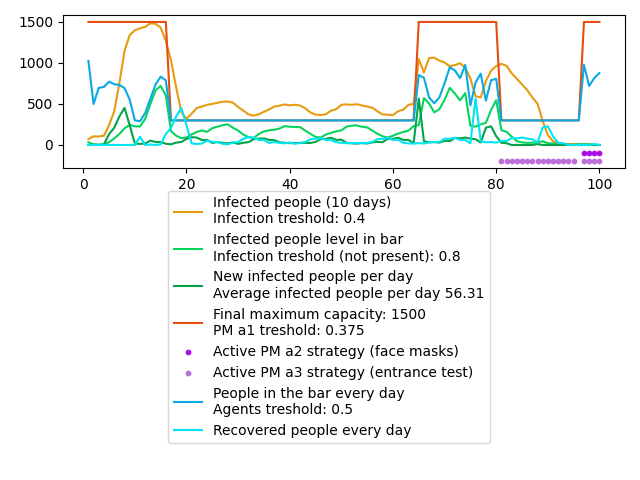 1500
1000
500
0
0
20
40
60
80
100
Infected people (10 days)
Infection treshold: 0.4
Infected people level in bar
Infection treshold (not present): 0.8
New infected people per day
Average infected people per day 56.31
Final maximum capacity: 1500
PM a1 treshold: 0.375
Active PM a2 strategy (face masks)
Active PM a3 strategy (entrance test)
People in the bar every day
Agents treshold: 0.5
Recovered people every day